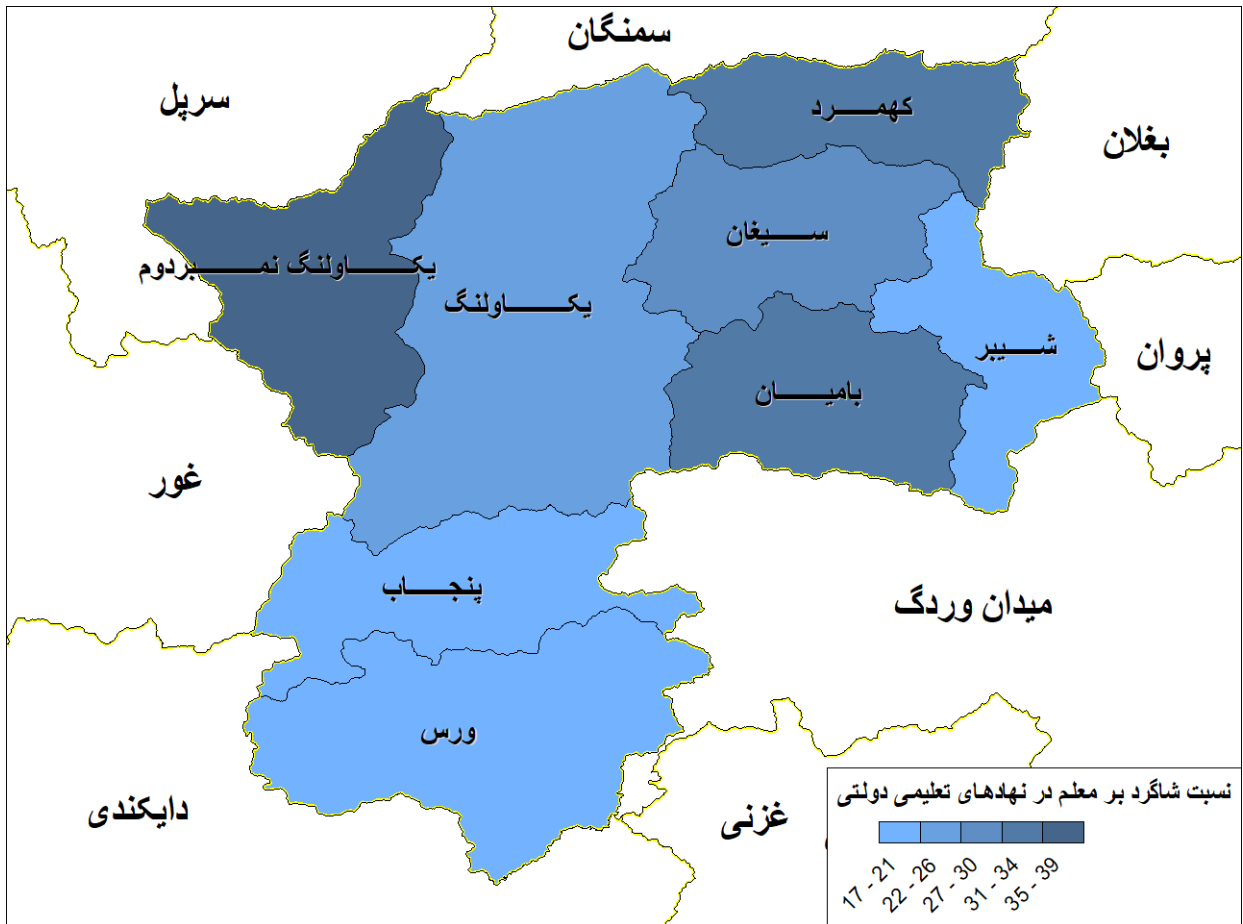 سمنگان
سرپل
کهمرد
بغلان
سیغان
یکاولنگ نمبردوم
یکاولنگ
شیبر
پروان
بامیان
غور
پنجاب
میدان وردگ
ورس
دایکندی
غزنی
نسبت شاگرد بر معلم در نهادهای تعلیمی دولتی
17 - 21
22 - 26
27 - 30
31 - 34
35 - 39